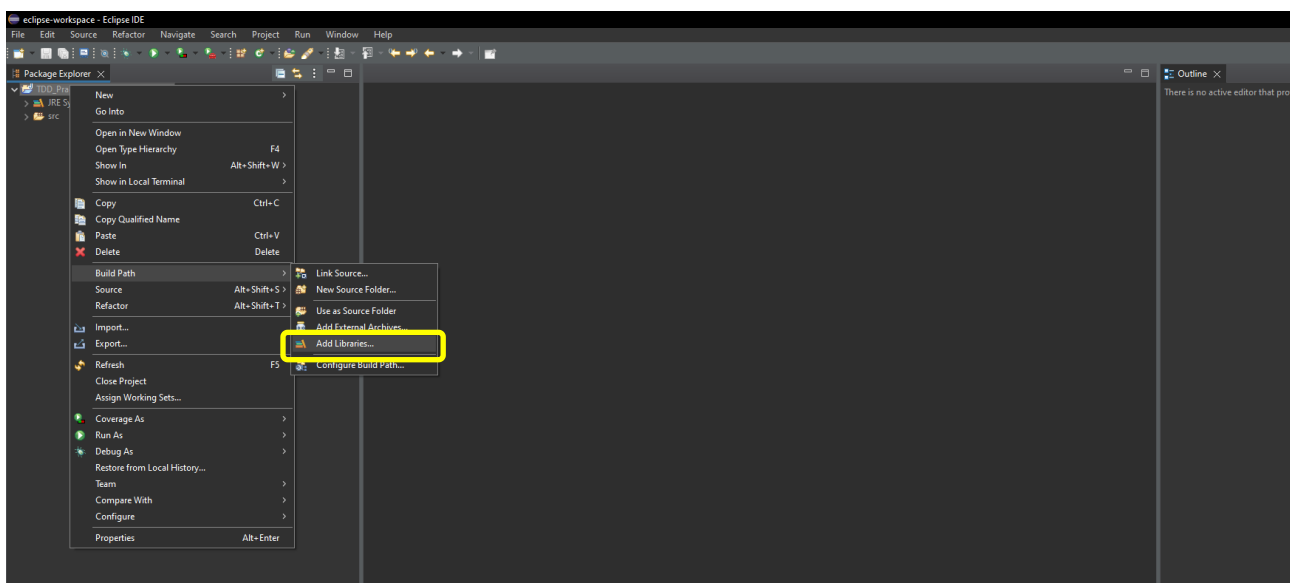 eclipse-workspace - Eclipse IDE
File Edit Source Refactor Navigate Search Project Run Window Help
Package Explorer
Outline
TDD_Pra
There is no active editor that pro
JRE Sy
src
New
Go Into
Open in New Window
Open Type Hierarchy F4
Show In Alt+Shift+W >
Show in Local Terminal
Copy Ctrl+C
Copy Qualified Name
Paste Ctrl+V
Delete Delete
Build Path
Source Alt+Shift+S >
Refactor Alt+Shift+T >
Import...
Export...
Refresh F5
Close Project
Assign Working Sets...
Coverage As
Run As
Debug As
Restore from Local History...
Team
Compare With
Configure
Properties Alt+Enter
Link Source...
New Source Folder...
Use as Source Folder
Add External Archives...
Add Libraries...
Configure Build Path...